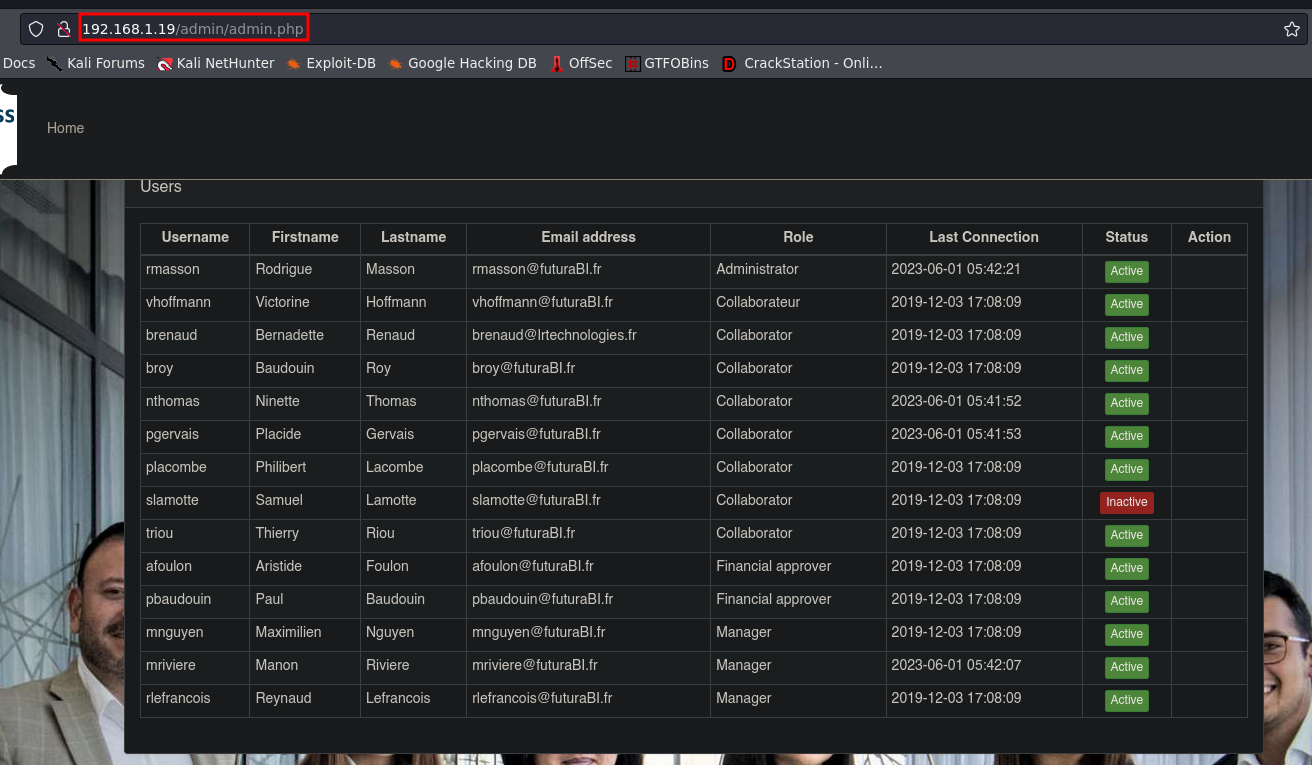 192.168.1.19/admin/admin.php
Docs Kali Forums Kali NetHunter Exploit-DB Google Hacking DB OffSec GTFOBins CrackStation - Onli…
ss Home
Users
Username Firstname Lastname Email address Role Last Connection Status Action
rmasson Rodrigue Masson rmasson@futuraBI.fr Administrator 2023-06-01 05:42:21 Active
vhoffmann Victorine Hoffmann vhoffmann@futuraBI.fr Collaborateur 2019-12-03 17:08:09 Active
brenaud Bernadette Renaud brenaud@lrtechnologies.fr Collaborator 2019-12-03 17:08:09 Active
broy Baudouin Roy broy@futuraBI.fr Collaborator 2019-12-03 17:08:09 Active
nthomas Ninette Thomas nthomas@futuraBI.fr Collaborator 2023-06-01 05:41:52 Active
pgervais Placide Gervais pgervais@futuraBI.fr Collaborator 2023-06-01 05:41:53 Active
placombe Philibert Lacombe placombe@futuraBI.fr Collaborator 2019-12-03 17:08:09 Active
slamotte Samuel Lamotte slamotte@futuraBI.fr Collaborator 2019-12-03 17:08:09 Inactive
triou Thierry Riou triou@futuraBI.fr Collaborator 2019-12-03 17:08:09 Active
afoulon Aristide Foulon afoulon@futuraBI.fr Financial approver 2019-12-03 17:08:09 Active
pbaudouin Paul Baudouin pbaudouin@futuraBI.fr Financial approver 2019-12-03 17:08:09 Active
mnguyen Maximilien Nguyen mnguyen@futuraBI.fr Manager 2019-12-03 17:08:09 Active
mriviere Manon Riviere mriviere@futuraBI.fr Manager 2023-06-01 05:42:07 Active
rlefrancois Reynaud Lefrancois rlefrancois@futuraBI.fr Manager 2019-12-03 17:08:09 Active